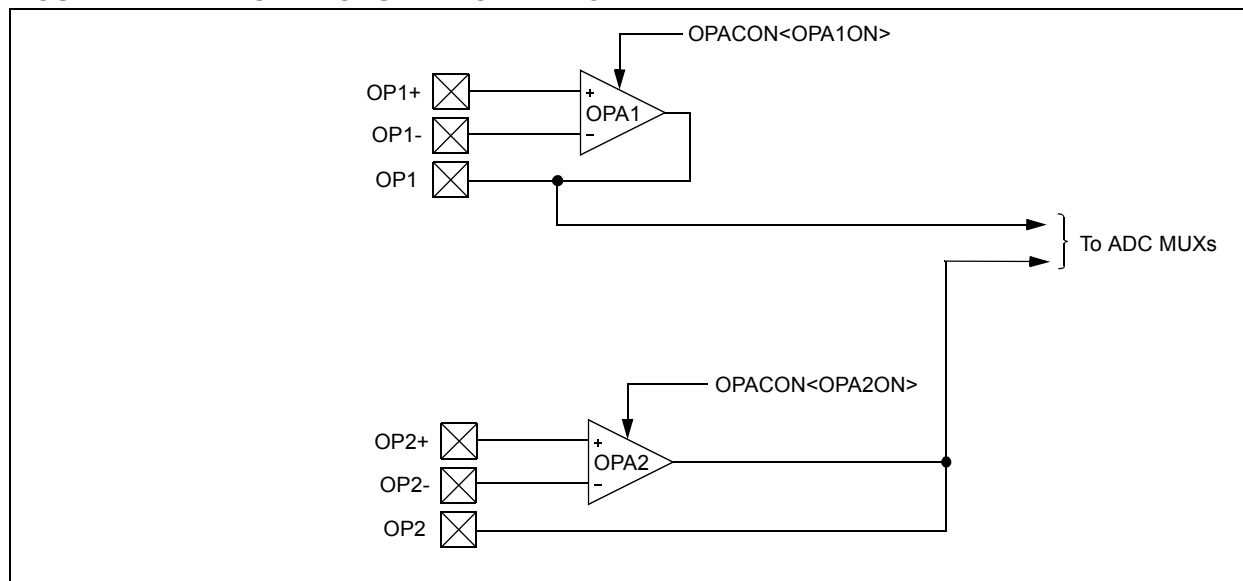 OPACON<OPA1ON>
OP1+
+
OPA1
OP1-
−
OP1
To ADC MUXs
OPACON<OPA2ON>
OP2+
+
OPA2
OP2-
−
OP2